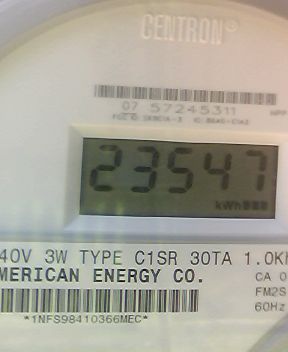 CENTRON®
07 57245311
23547
kWh
40V 3W TYPE C1SR 30TA 1.0K
MERICAN ENERGY CO.
CA 0
FM2S
60Hz
*1NFS98410366MEC*